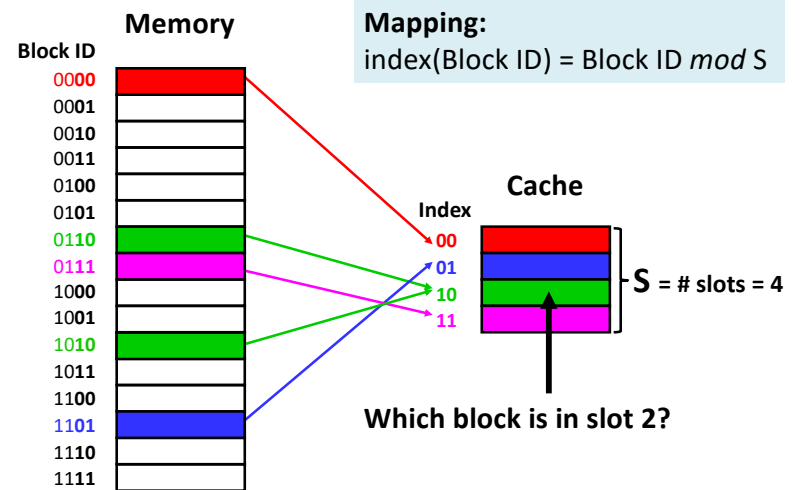 Memory
Mapping:
index(Block ID) = Block ID mod S
Block ID
0000
0001
0010
0011
0100
0101
0110
0111
1000
1001
1010
1011
1100
1101
1110
1111
Cache
Index
00
01
10
11
S = # slots = 4
Which block is in slot 2?